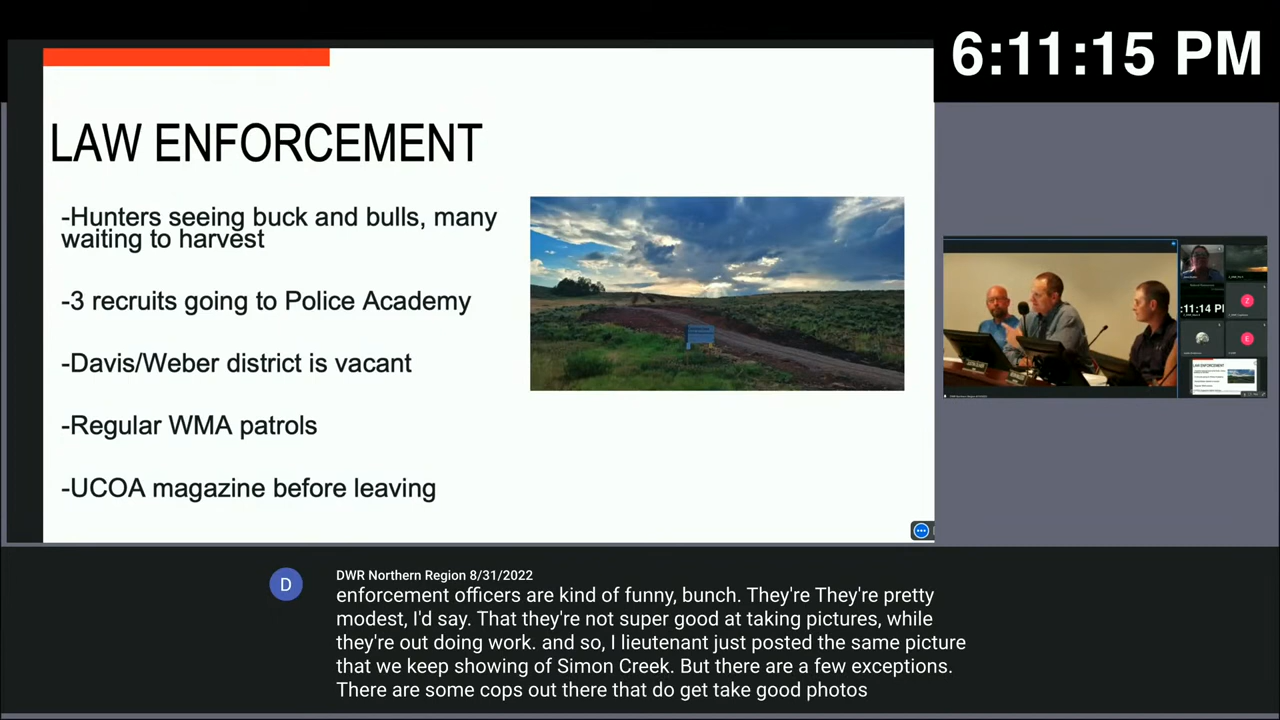 6:11:15 PM
LAW ENFORCEMENT
-Hunters seeing buck and bulls, many
waiting to harvest
-3 recruits going to Police Academy
-Davis/Weber district is vacant
-Regular WMA patrols
-UCOA magazine before leaving
:11:14 PM
Z
E
LAW ENFORCEMENT
D
DWR Northern Region 8/31/2022
enforcement officers are kind of funny, bunch. They're They're pretty
modest, I'd say. That they're not super good at taking pictures, while
they're out doing work. and so, I lieutenant just posted the same picture
that we keep showing of Simon Creek. But there are a few exceptions.
There are some cops out there that do get take good photos